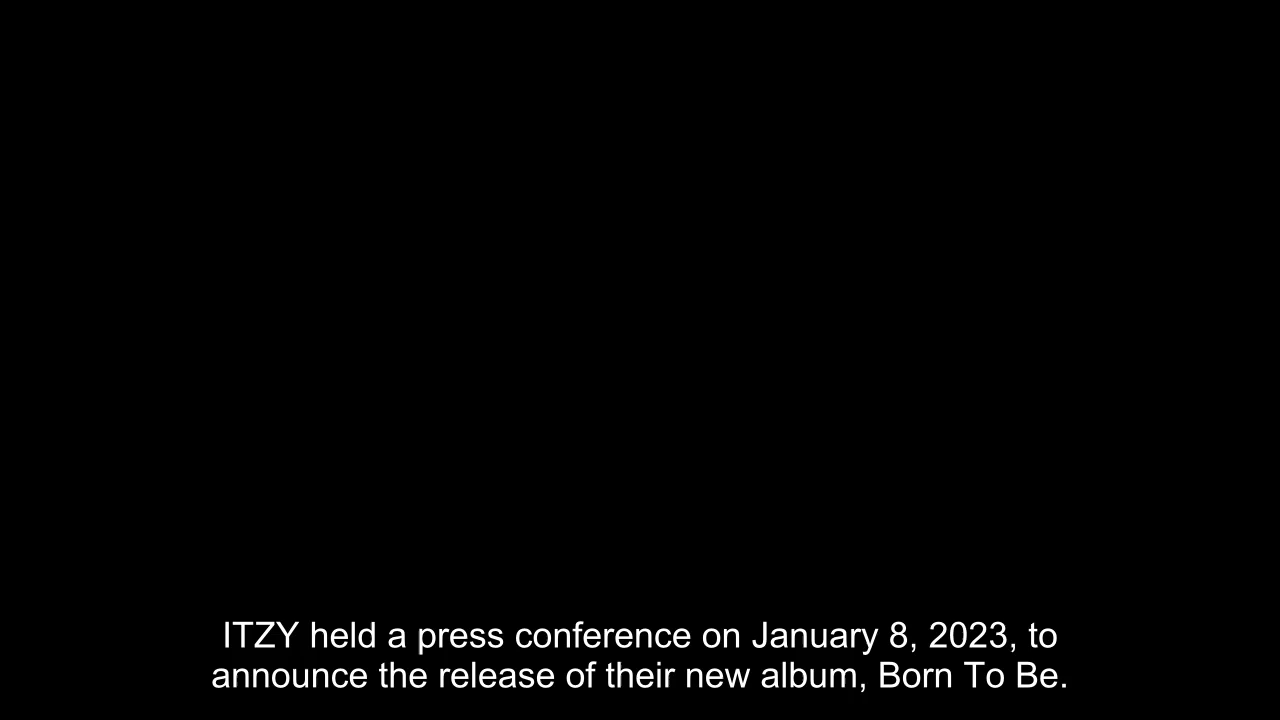 ITZY held a press conference on January 8, 2023, to
announce the release of their new album, Born To Be.